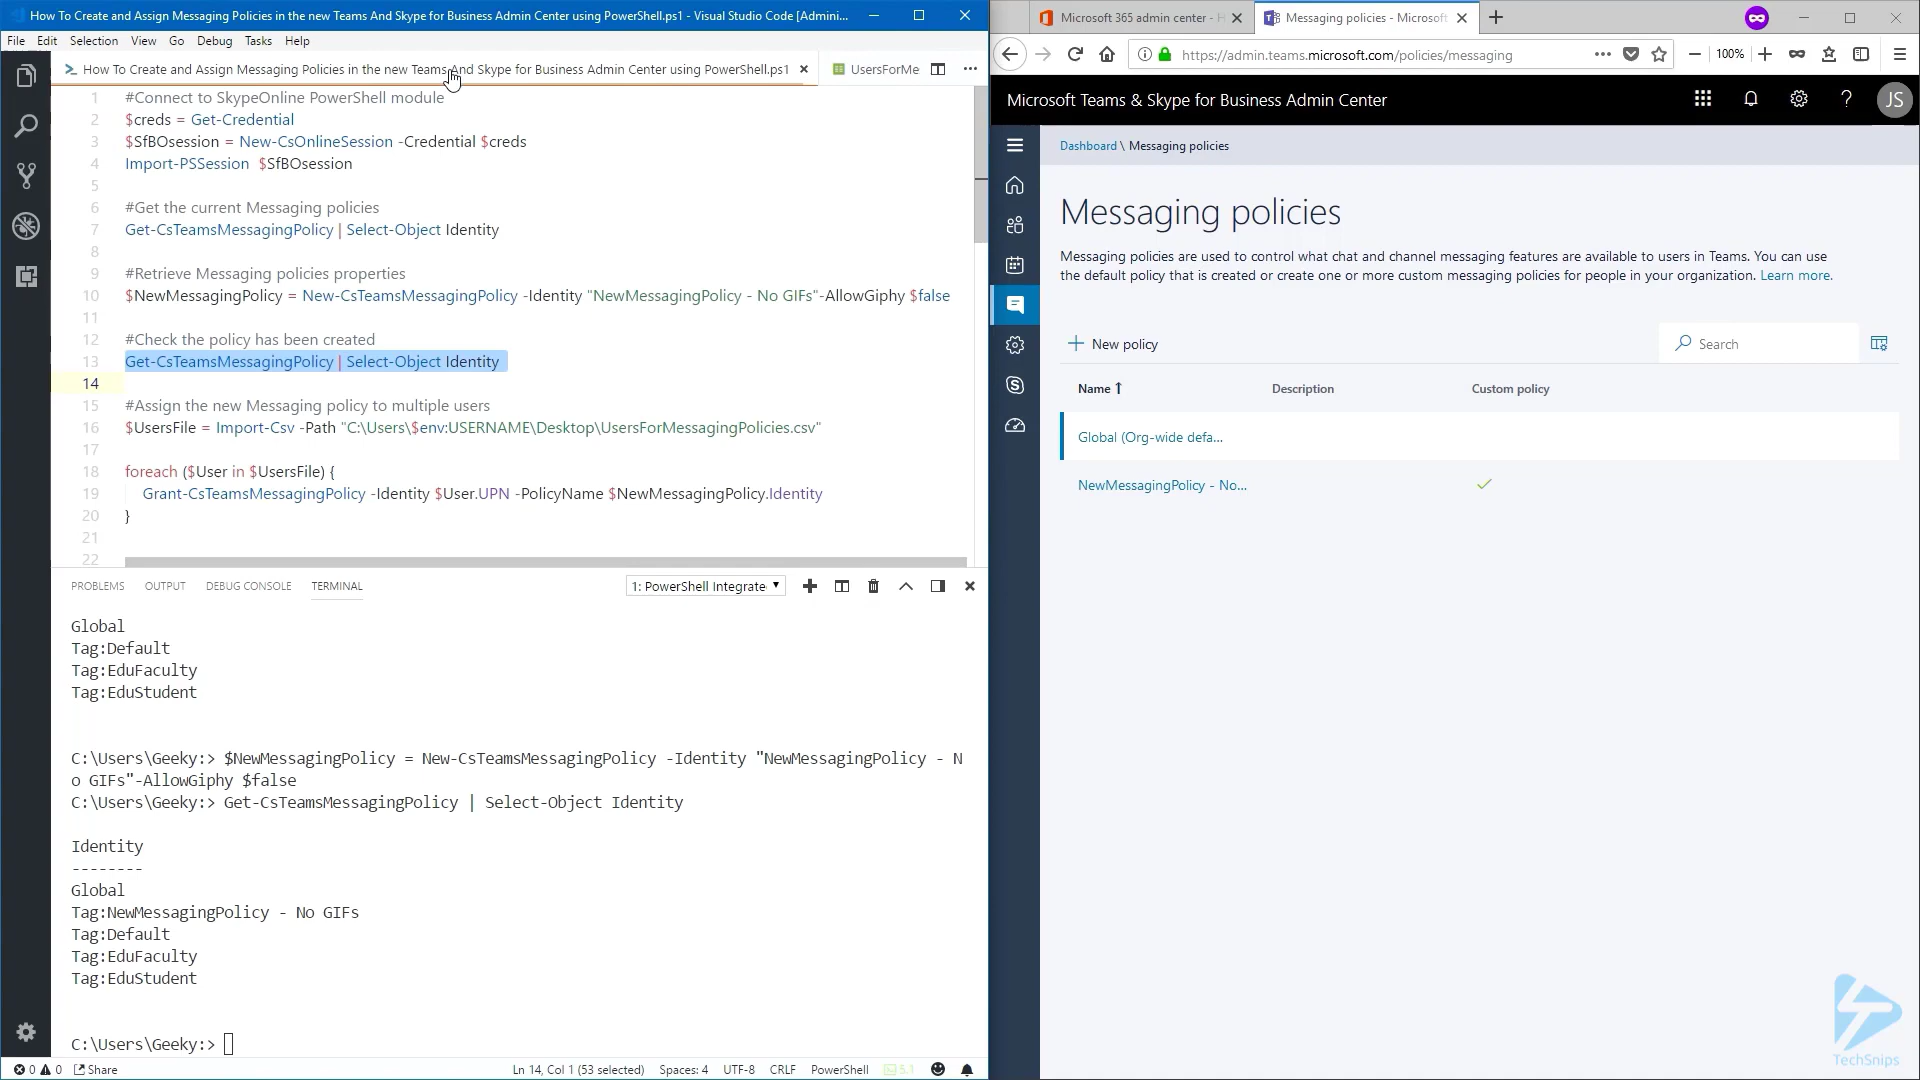 How To Create and Assign Messaging Policies in the new Teams And Skype for Business Admin Center using PowerShell.ps1 - Visual Studio Code [Admini...
File Edit Selection View Go Debug Tasks Help
How To Create and Assign Messaging Policies in the new Teams And Skype for Business Admin Center using PowerShell.ps1
UsersForMe
1 #Connect to SkypeOnline PowerShell module
2 $creds = Get-Credential
3 $SfBOsession = New-CsOnlineSession -Credential $creds
4 Import-PSSession $SfBOsession
5
6 #Get the current Messaging policies
7 Get-CsTeamsMessagingPolicy | Select-Object Identity
8
9 #Retrieve Messaging policies properties
10 $NewMessagingPolicy = New-CsTeamsMessagingPolicy -Identity "NewMessagingPolicy - No GIFs"-AllowGiphy $false
11
12 #Check the policy has been created
13 Get-CsTeamsMessagingPolicy | Select-Object Identity
14
15 #Assign the new Messaging policy to multiple users
16 $UsersFile = Import-Csv -Path "C:\Users\$env:USERNAME\Desktop\UsersForMessagingPolicies.csv"
17
18 foreach ($User in $UsersFile) {
19 Grant-CsTeamsMessagingPolicy -Identity $User.UPN -PolicyName $NewMessagingPolicy.Identity
20 }
21
22
PROBLEMS OUTPUT DEBUG CONSOLE TERMINAL
1: PowerShell Integrate
Global
Tag:Default
Tag:EduFaculty
Tag:EduStudent
C:\Users\Geeky:> $NewMessagingPolicy = New-CsTeamsMessagingPolicy -Identity "NewMessagingPolicy - N
o GIFs"-AllowGiphy $false
C:\Users\Geeky:> Get-CsTeamsMessagingPolicy | Select-Object Identity
Identity
--------
Global
Tag:NewMessagingPolicy - No GIFs
Tag:Default
Tag:EduFaculty
Tag:EduStudent
C:\Users\Geeky:>
0 0 Share
Ln 14, Col 1 (53 selected) Spaces: 4 UTF-8 CRLF PowerShell 5.1
Microsoft 365 admin center - H
Messaging policies - Microsoft
https://admin.teams.microsoft.com/policies/messaging
100%
Microsoft Teams & Skype for Business Admin Center
JS
Dashboard \ Messaging policies
Messaging policies
Messaging policies are used to control what chat and channel messaging features are available to users in Teams. You can use
the default policy that is created or create one or more custom messaging policies for people in your organization. Learn more.
New policy
Search
Name Description Custom policy
Global (Org-wide defa...
NewMessagingPolicy - No...
TechSnips